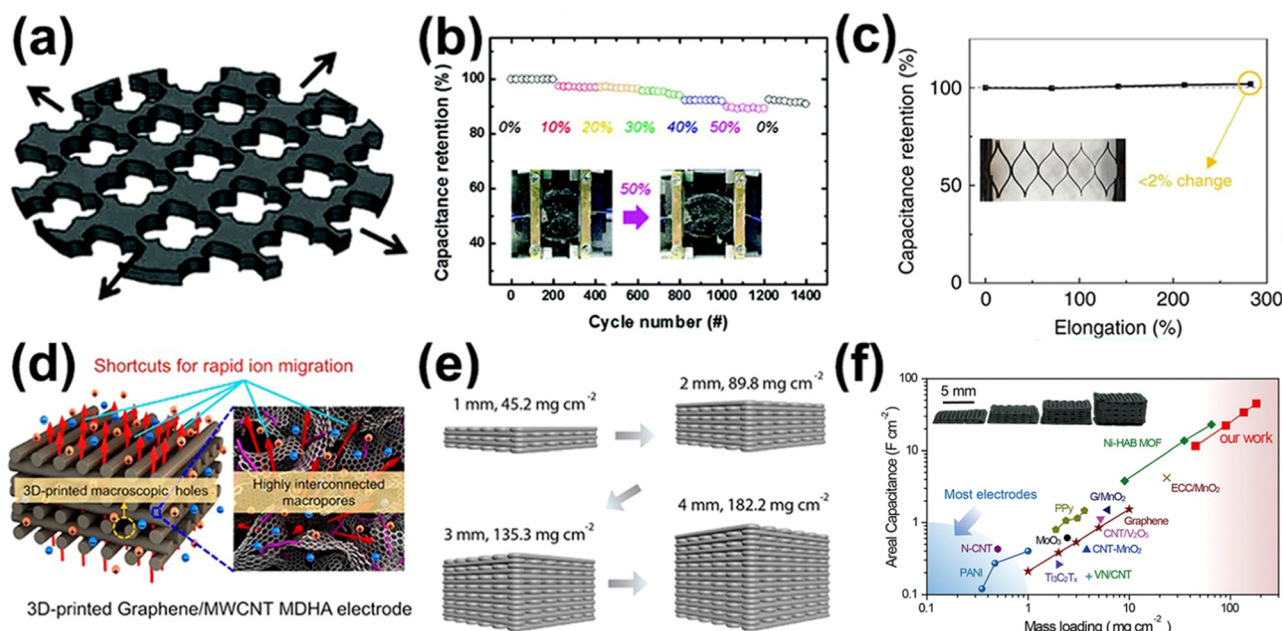 (a)
(b)
Capacitance retention (%)
100
80
60
40
0%
10%
20%
30%
40%
50%
0%
50%
0
200
400
600
800
1000
1200
1400
Cycle number (#)
(c)
Capacitance retention (%)
100
50
0
<2% change
0
100
200
300
Elongation (%)
(d)
Shortcuts for rapid ion migration
3D-printed macroscopic holes
Highly interconnected
macropores
3D-printed Graphene/MWCNT MDHA electrode
(e)
1 mm, 45.2 mg cm⁻²
2 mm, 89.8 mg cm⁻²
3 mm, 135.3 mg cm⁻²
4 mm, 182.2 mg cm⁻²
(f)
Areal Capacitance (F cm⁻²)
100
10
1
0.1
5 mm
Ni-HAB MOF
our work
ECC/MnO₂
Most electrodes
PPy
G/MnO₂
Graphene
MoO₃
CNT/V₂O₅
N-CNT
CNT-MnO₂
PANI
Ti₃C₂Tₓ
VN/CNT
0.1
1
10
100
Mass loading ( mg cm⁻²)